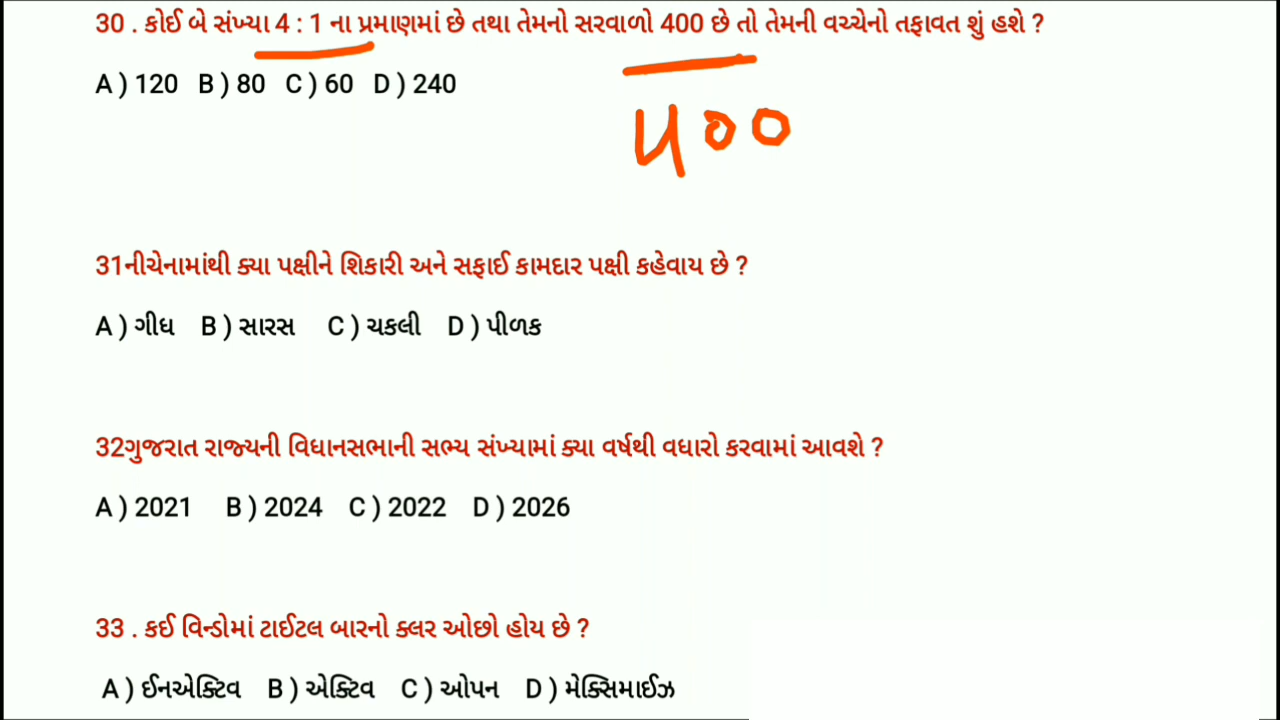 30 . કોઈ બે સંખ્યા 4 : 1 ના પ્રમાણમાં છે તથા તેમનો સરવાળો 400 છે તો તેમની વચ્ચેનો તફાવત શું હશે ?
A ) 120 B ) 80 C ) 60 D ) 240
400
31નીચેનામાંથી ક્યા પક્ષીને શિકારી અને સફાઈ કામદાર પક્ષી કહેવાય છે ?
A ) ગીધ B ) સારસ C ) ચકલી D ) પીળક
32ગુજરાત રાજ્યની વિધાનસભાની સભ્ય સંખ્યામાં ક્યા વર્ષથી વધારો કરવામાં આવશે ?
A ) 2021 B ) 2024 C ) 2022 D ) 2026
33 . કઈ વિન્ડોમાં ટાઈટલ બારનો ક્લર ઓછો હોય છે ?
A ) ઈનએક્ટિવ B ) એક્ટિવ C ) ઓપન D ) મેક્સિમાઈઝ